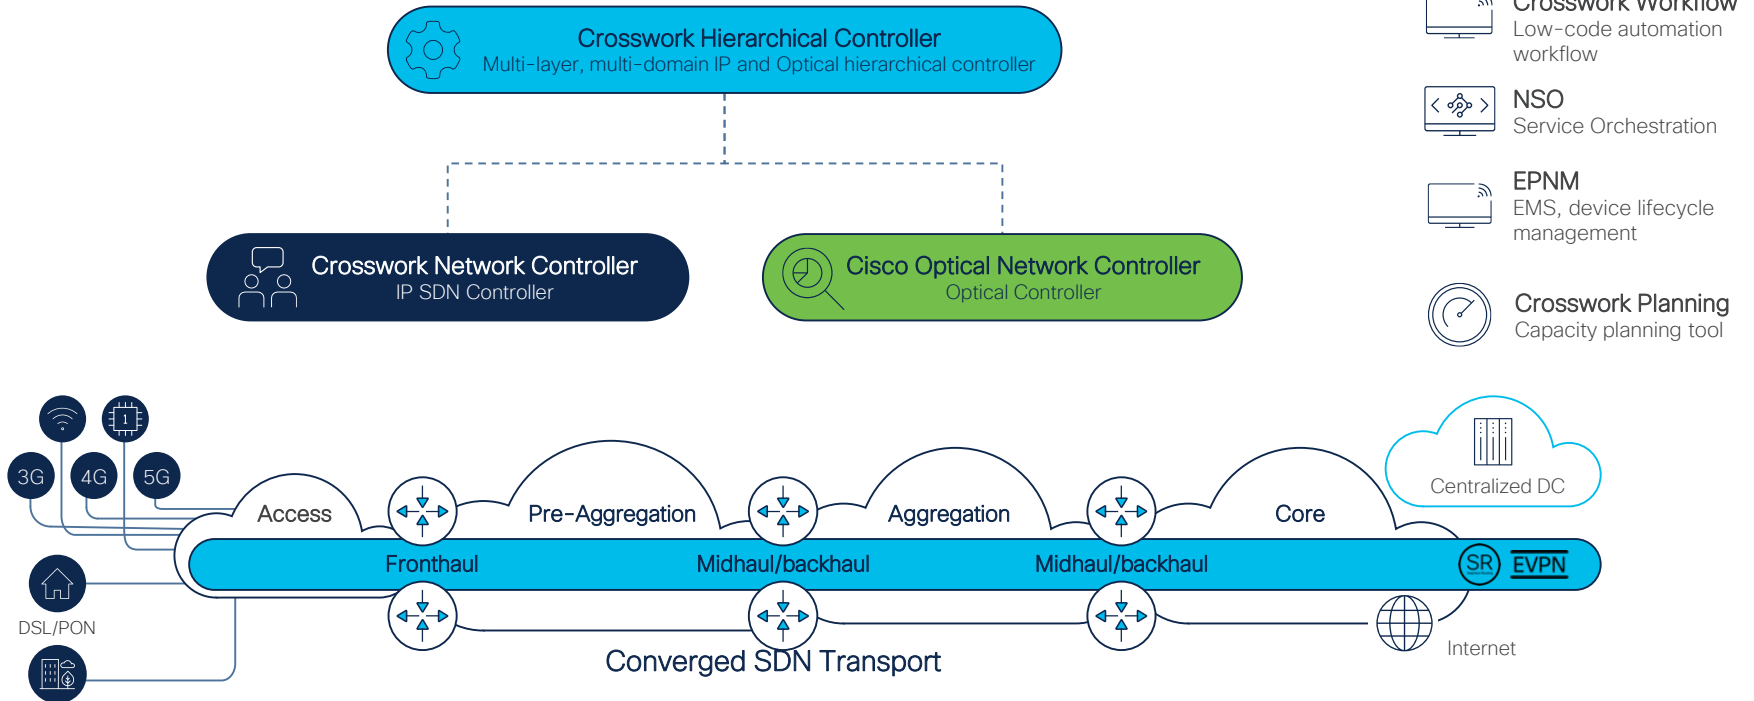 Crosswork Hierarchical Controller
Multi-layer, multi-domain IP and Optical hierarchical controller
Crosswork Workflow
Low-code automation
workflow
NSO
Service Orchestration
EPNM
EMS, device lifecycle
management
Crosswork Planning
Capacity planning tool
Crosswork Network Controller
IP SDN Controller
Cisco Optical Network Controller
Optical Controller
1
3G
4G
5G
Access
Pre-Aggregation
Aggregation
Core
Centralized DC
Fronthaul
Midhaul/backhaul
Midhaul/backhaul
SR
EVPN
DSL/PON
Internet
Converged SDN Transport